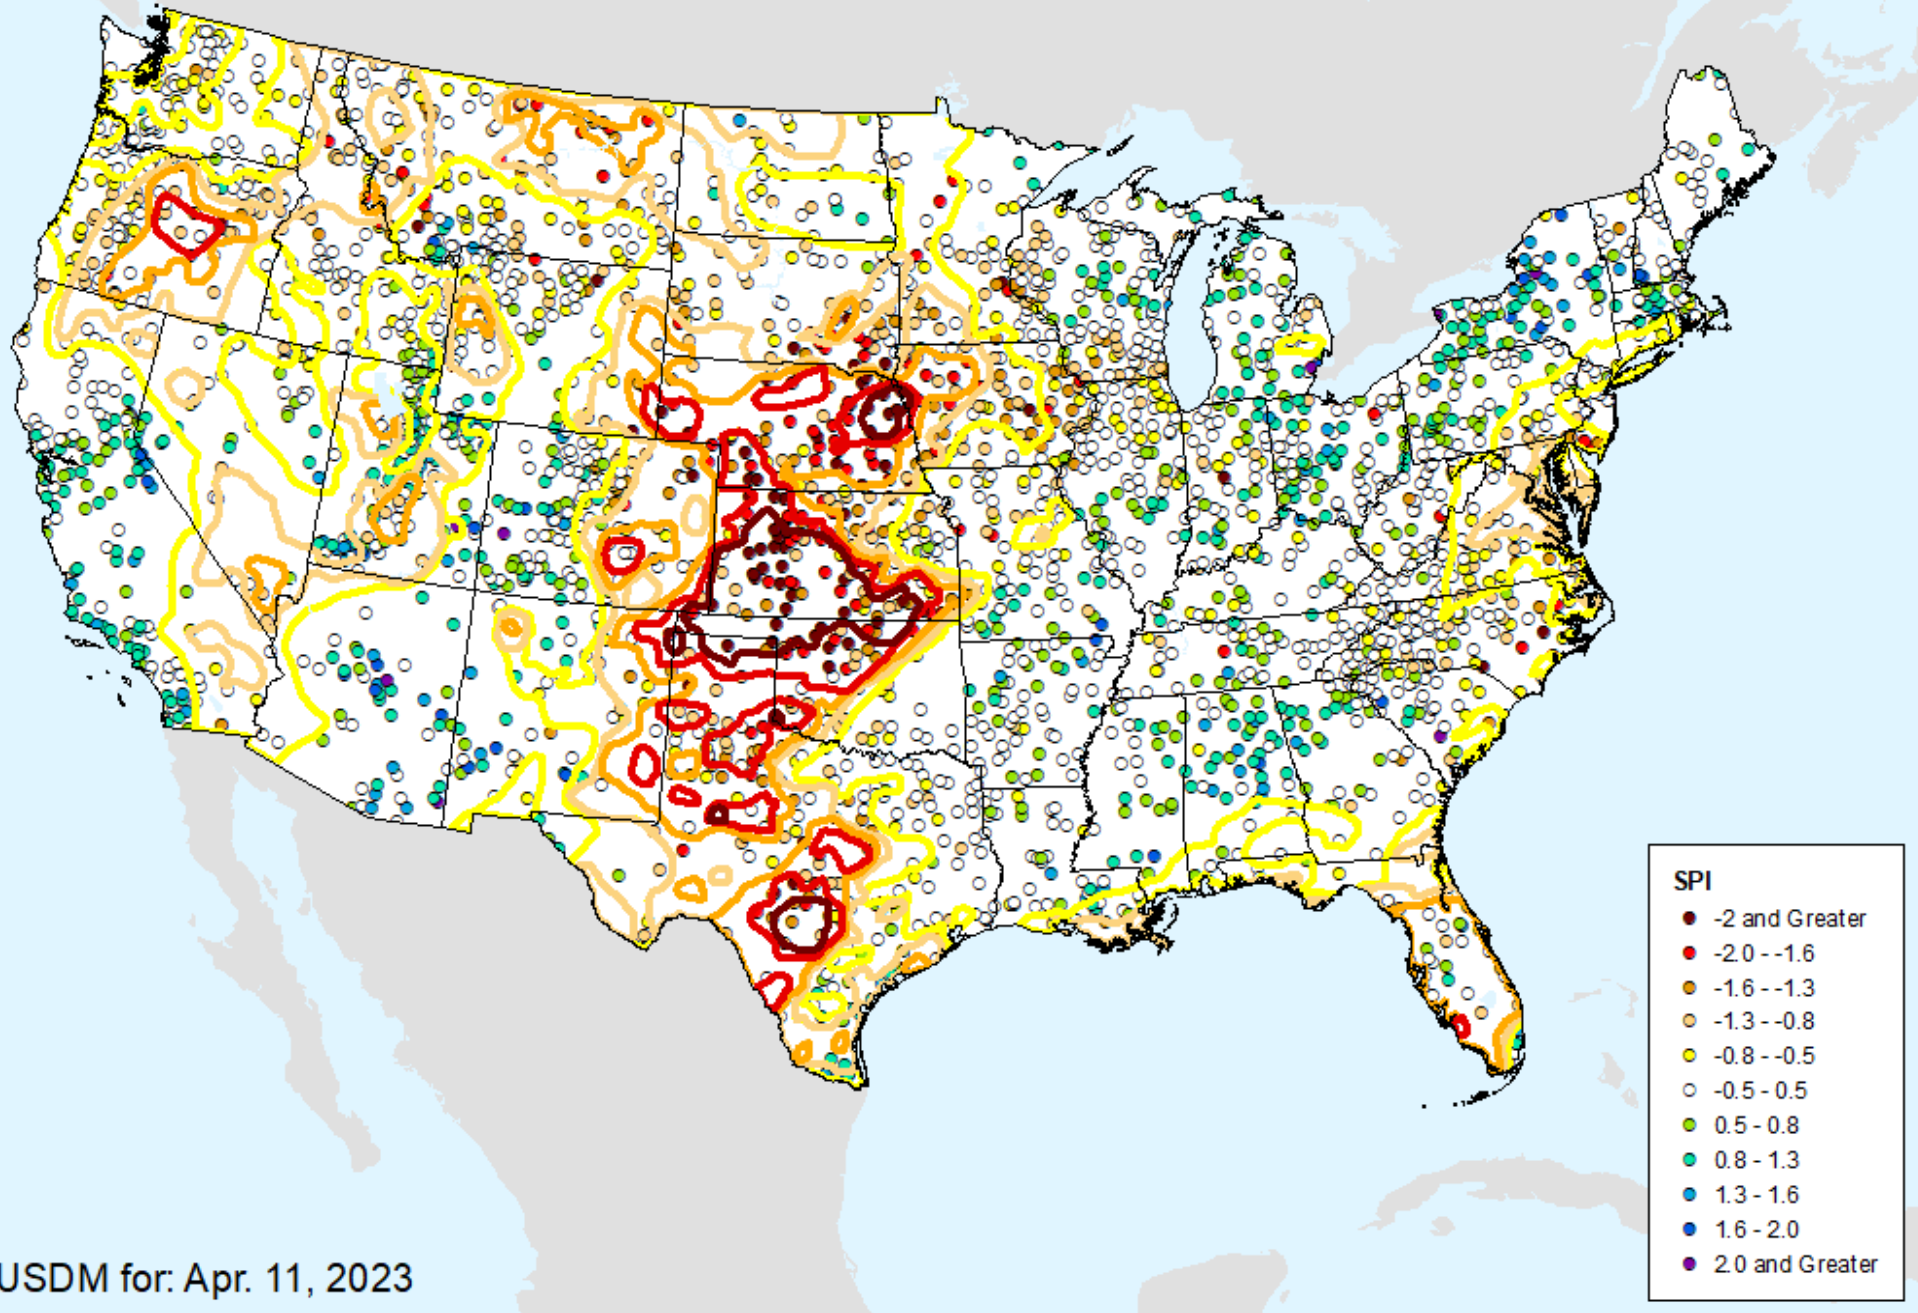 SPI
-2 and Greater
-2.0 - -1.6
-1.6 - -1.3
-1.3 - -0.8
-0.8 - -0.5
-0.5 - 0.5
0.5 - 0.8
0.8 - 1.3
1.3 - 1.6
1.6 - 2.0
2.0 and Greater
USDM for: Apr. 11, 2023